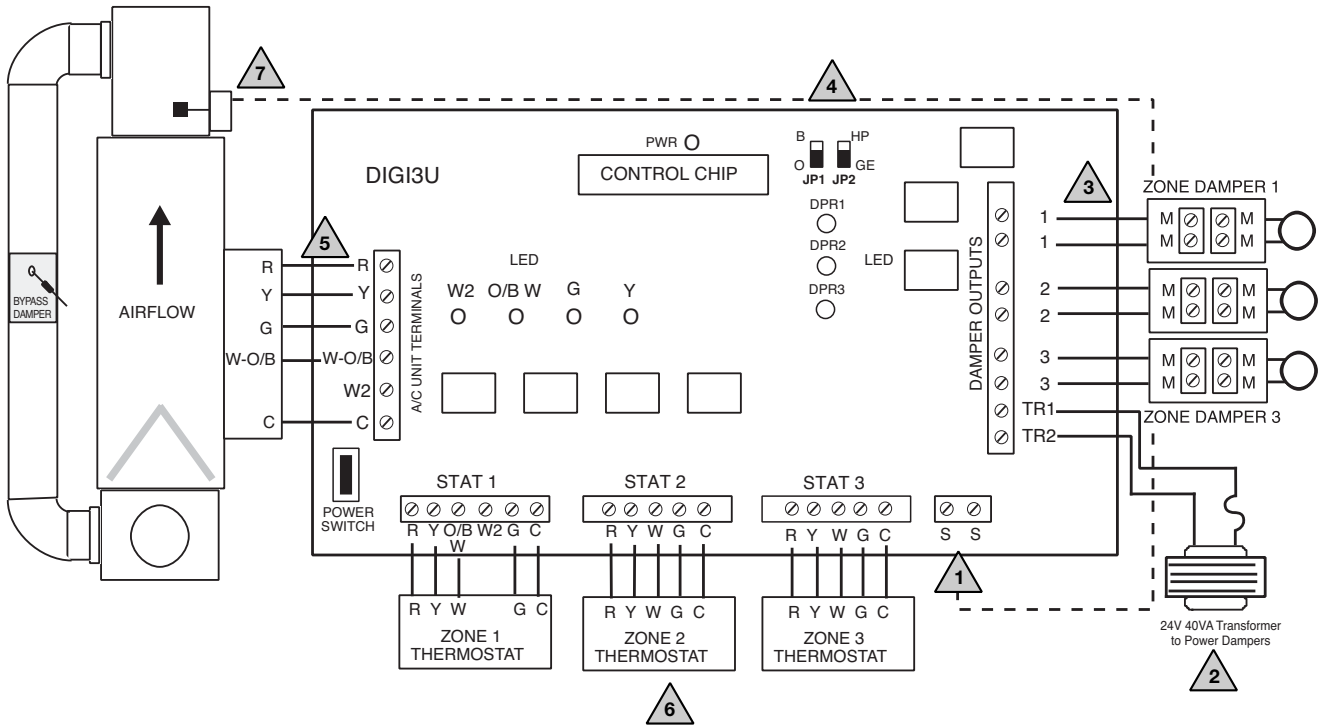 7
4
PWR
B
HP
O
GE
JP1 JP2
DIGI3U
CONTROL CHIP
3
ZONE DAMPER 1
DPR1
DPR2
DPR3
LED
5
R
Y
G
W-O/B
C
R
Y
G
W-O/B
W2
C
A/C UNIT TERMINALS
LED
W2 O/B W G Y
AIRFLOW
BYPASS
DAMPER
DAMPER OUTPUTS
1
1
2
2
3
3
TR1
TR2
M M
M M
M M
M M
M M
M M
ZONE DAMPER 3
POWER
SWITCH
STAT 1
R Y O/B W2 G C
W
STAT 2
R Y W G C
STAT 3
R Y W G C
S S
1
R Y W G C
ZONE 1
THERMOSTAT
R Y W G C
ZONE 2
THERMOSTAT
R Y W G C
ZONE 3
THERMOSTAT
24V 40VA Transformer
to Power Dampers
2
6